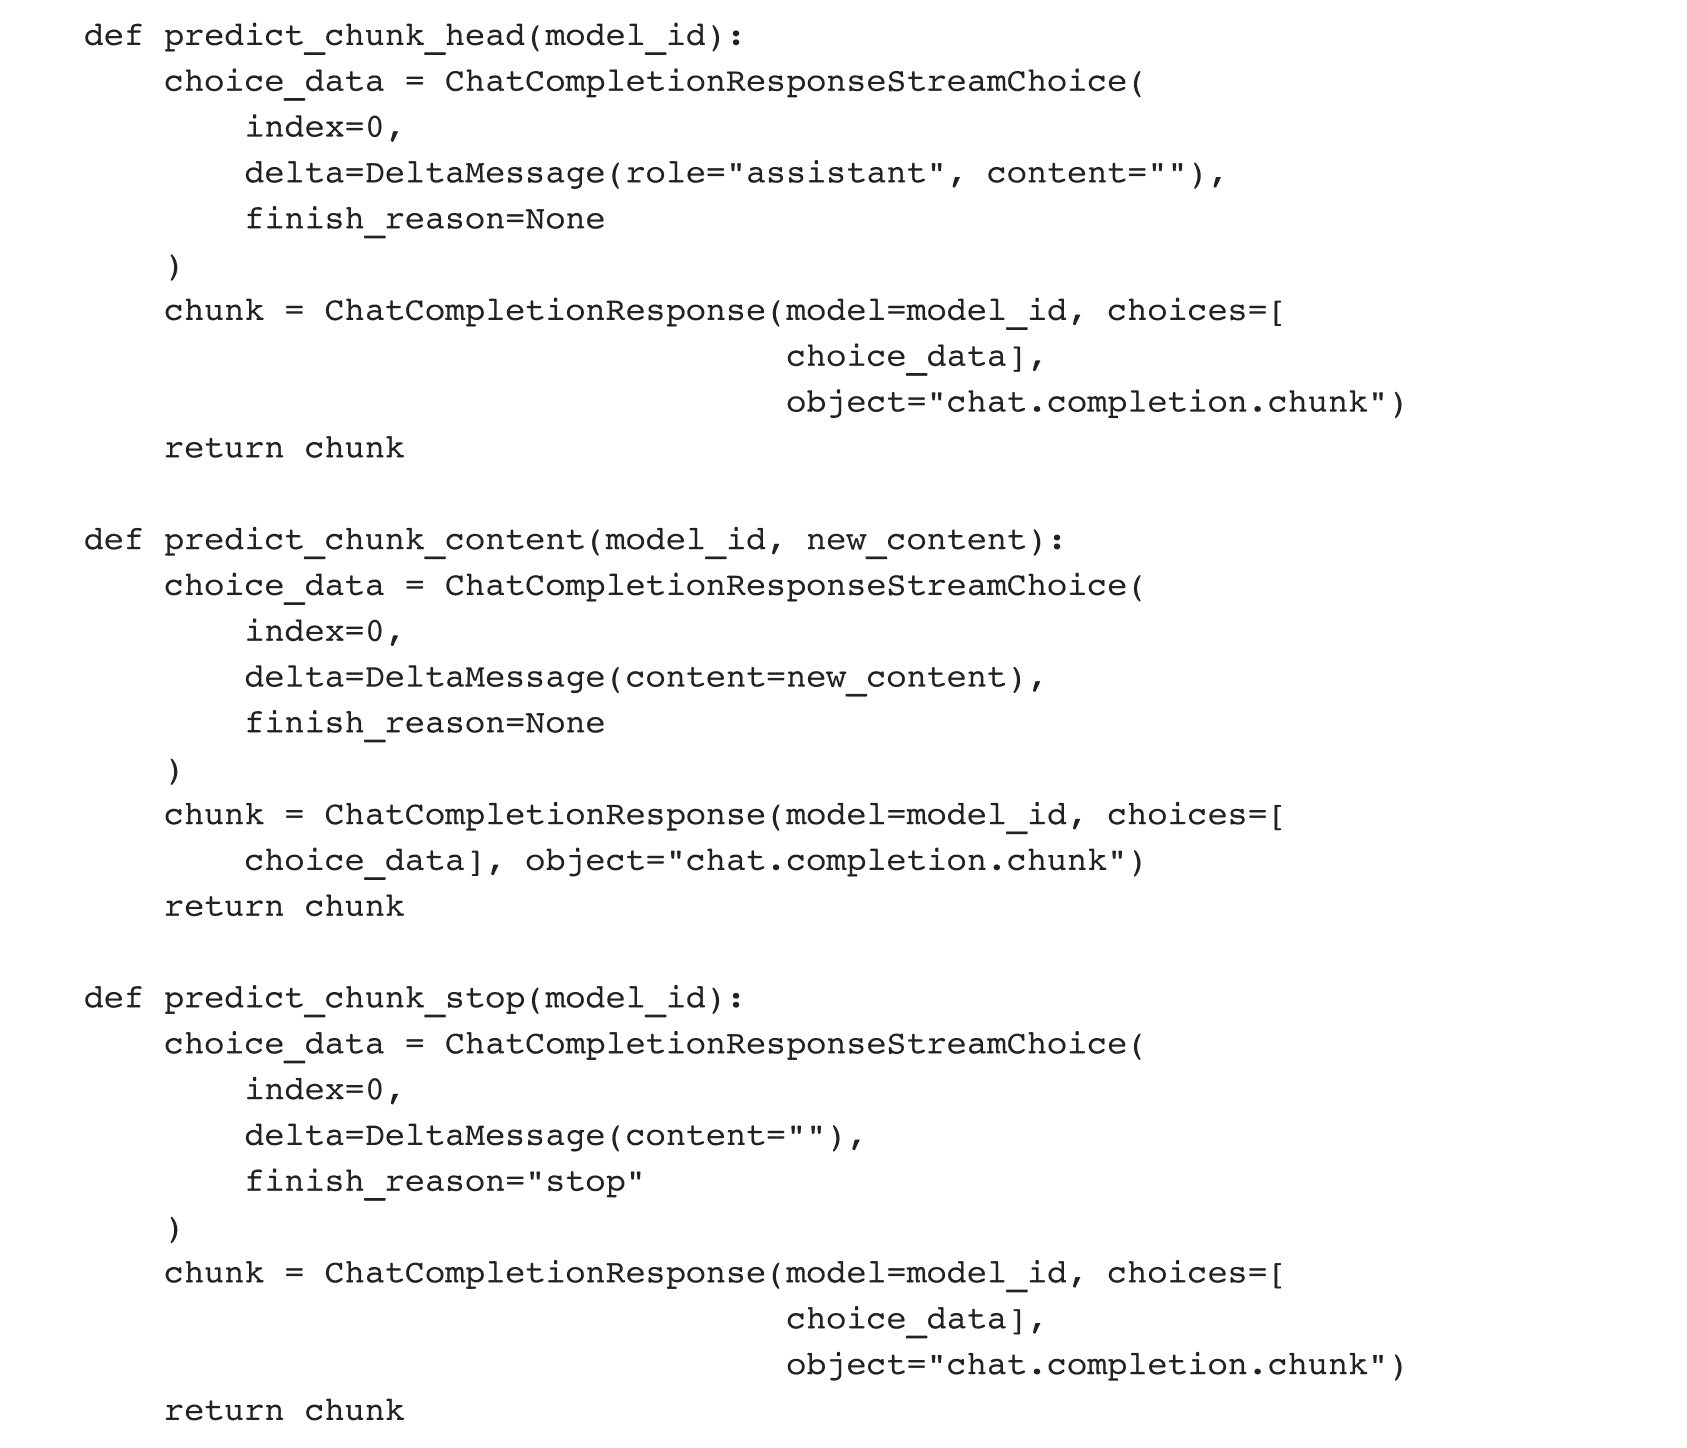 def predict_chunk_head(model_id):
    choice_data = ChatCompletionResponseStreamChoice(
        index=0,
        delta=DeltaMessage(role="assistant", content=""),
        finish_reason=None
    )
    chunk = ChatCompletionResponse(model=model_id, choices=[
                                   choice_data],
                                   object="chat.completion.chunk")
    return chunk

def predict_chunk_content(model_id, new_content):
    choice_data = ChatCompletionResponseStreamChoice(
        index=0,
        delta=DeltaMessage(content=new_content),
        finish_reason=None
    )
    chunk = ChatCompletionResponse(model=model_id, choices=[
        choice_data], object="chat.completion.chunk")
    return chunk

def predict_chunk_stop(model_id):
    choice_data = ChatCompletionResponseStreamChoice(
        index=0,
        delta=DeltaMessage(content=""),
        finish_reason="stop"
    )
    chunk = ChatCompletionResponse(model=model_id, choices=[
                                   choice_data],
                                   object="chat.completion.chunk")
    return chunk